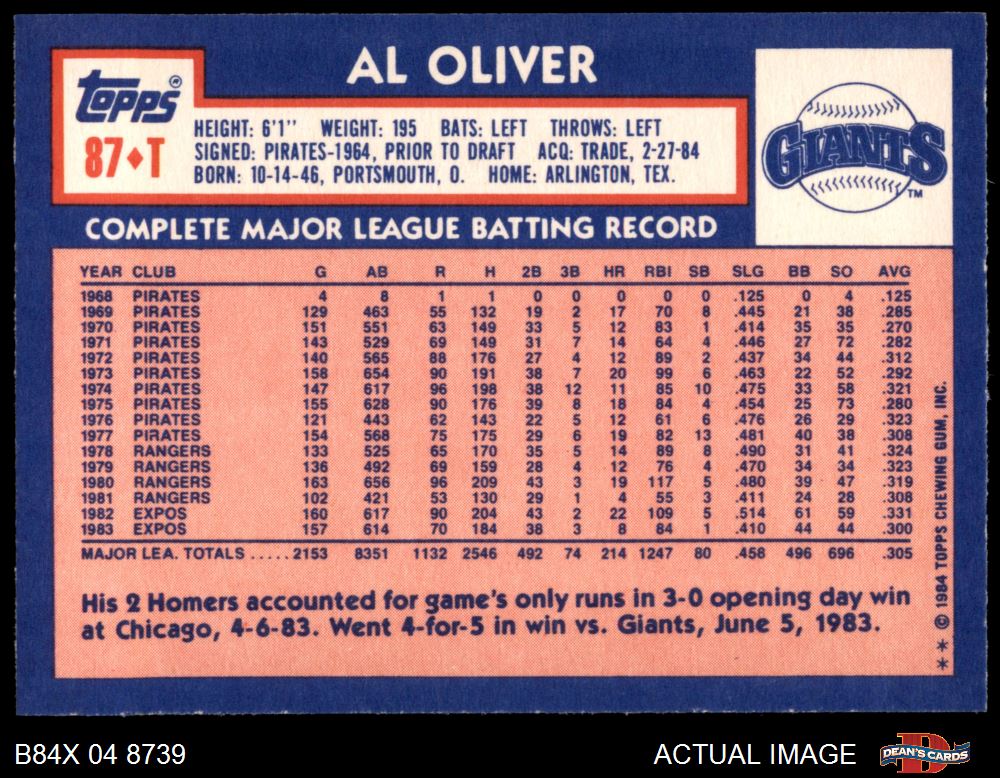 AL OLIVER
Topps®
87♦T
HEIGHT: 6'1" WEIGHT: 195 BATS: LEFT THROWS: LEFT
SIGNED: PIRATES-1964, PRIOR TO DRAFT ACQ: TRADE, 2-27-84
BORN: 10-14-46, PORTSMOUTH, O. HOME: ARLINGTON, TEX.
GIANTS
TM
COMPLETE MAJOR LEAGUE BATTING RECORD
YEAR CLUB G AB R H 2B 3B HR RBI SB SLG BB SO AVG
1968 PIRATES 4 8 1 1 0 0 0 0 0 .125 0 4 .125
1969 PIRATES 129 463 55 132 19 2 17 70 8 .445 21 38 .285
1970 PIRATES 151 551 63 149 33 5 12 83 1 .414 35 35 .270
1971 PIRATES 143 529 69 149 31 7 14 64 4 .446 27 72 .282
1972 PIRATES 140 565 88 176 27 4 12 89 2 .437 34 44 .312
1973 PIRATES 158 654 90 191 38 7 20 99 6 .463 22 52 .292
1974 PIRATES 147 617 96 198 38 12 11 85 10 .475 33 58 .321
1975 PIRATES 155 628 90 176 39 8 18 84 4 .454 25 73 .280
1976 PIRATES 121 443 62 143 22 5 12 61 6 .476 26 29 .323
1977 PIRATES 154 568 75 175 29 6 19 82 13 .481 40 38 .308
1978 RANGERS 133 525 65 170 35 5 14 89 8 .490 31 41 .324
1979 RANGERS 136 492 69 159 28 4 12 76 4 .470 34 34 .323
1980 RANGERS 163 656 96 209 43 3 19 117 5 .480 39 47 .319
1981 RANGERS 102 421 53 130 29 1 4 55 3 .411 24 28 .308
1982 EXPOS 160 617 90 204 43 2 22 109 5 .514 61 59 .331
1983 EXPOS 157 614 70 184 38 3 8 84 1 .410 44 44 .300
MAJOR LEA. TOTALS ..... 2153 8351 1132 2546 492 74 214 1247 80 .458 496 696 .305
His 2 Homers accounted for game's only runs in 3-0 opening day win
at Chicago, 4-6-83. Went 4-for-5 in win vs. Giants, June 5, 1983.
** © 1984 TOPPS CHEWING GUM, INC.
B84X 04 8739
ACTUAL IMAGE
D
DEAN'S CARDS